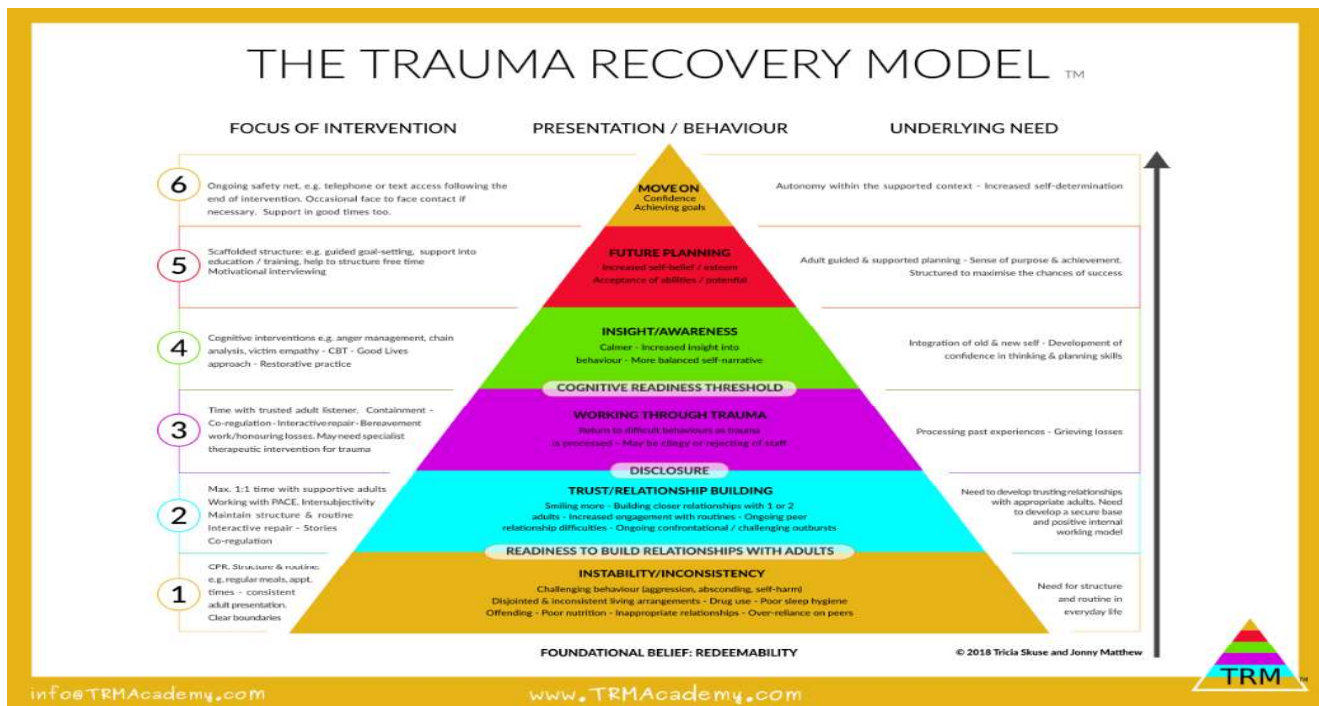 THE TRAUMA RECOVERY MODEL TM
FOCUS OF INTERVENTION
PRESENTATION / BEHAVIOUR
UNDERLYING NEED
6
Ongoing safety net, e.g. telephone or text access following the
end of intervention. Occasional face to face contact if
necessary. Support in good times too.
MOVE ON
Confidence
Achieving goals
Autonomy within the supported context - Increased self-determination
5
Scaffolded structure: e.g. guided goal-setting, support into
education / training, help to structure free time
Motivational interviewing
FUTURE PLANNING
Increased self-belief / esteem
Acceptance of abilities / potential
Adult guided & supported planning - Sense of purpose & achievement.
Structured to maximise the chances of success
4
Cognitive interventions e.g. anger management, chain
analysis, victim empathy - CBT - Good Lives
approach - Restorative practice
INSIGHT/AWARENESS
Calmer - Increased insight into
behaviour - More balanced self-narrative
Integration of old & new self - Development of
confidence in thinking & planning skills
COGNITIVE READINESS THRESHOLD
3
Time with trusted adult listener. Containment -
Co-regulation - Interactive repair - Bereavement
work/honouring losses. May need specialist
therapeutic intervention for trauma
WORKING THROUGH TRAUMA
Return to difficult behaviours as trauma
is processed - May be clingy or rejecting of staff
Processing past experiences - Grieving losses
DISCLOSURE
2
Max. 1:1 time with supportive adults
Working with PACE. Intersubjectivity
Maintain structure & routine
Interactive repair - Stories
Co-regulation
TRUST/RELATIONSHIP BUILDING
Smiling more - Building closer relationships with 1 or 2
adults - Increased engagement with routines - Ongoing peer
relationship difficulties - Ongoing confrontational / challenging outbursts
Need to develop trusting relationships
with appropriate adults. Need
to develop a secure base
and positive internal
working model
READINESS TO BUILD RELATIONSHIPS WITH ADULTS
1
CPR. Structure & routine;
e.g. regular meals, appt.
times - consistent
adult presentation.
Clear boundaries
INSTABILITY/INCONSISTENCY
Challenging behaviour (aggression, absconding, self-harm)
Disjointed & inconsistent living arrangements - Drug use - Poor sleep hygiene
Offending - Poor nutrition - Inappropriate relationships - Over-reliance on peers
Need for structure
and routine in
everyday life
FOUNDATIONAL BELIEF: REDEEMABILITY
© 2018 Tricia Skuse and Jonny Matthew
TRM TM
info@TRMAcademy.com
www.TRMAcademy.com